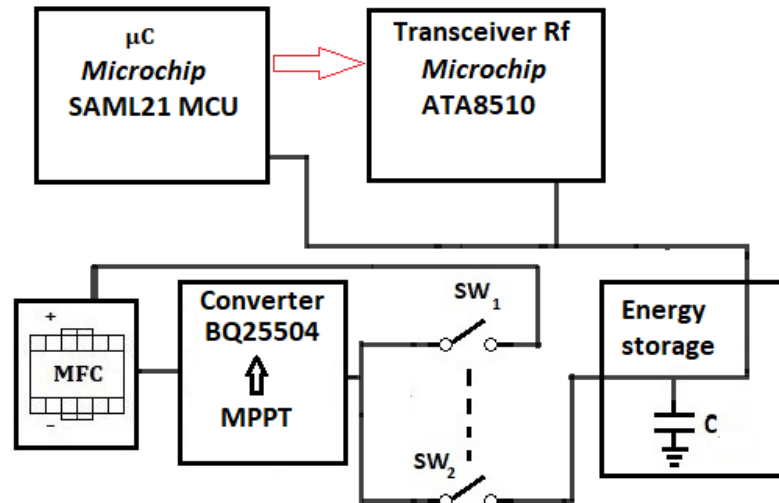 µC
Microchip
SAML21 MCU
Transceiver Rf
Microchip
ATA8510
+
MFC
−
Converter
BQ25504
MPPT
SW1
SW2
Energy
storage
C